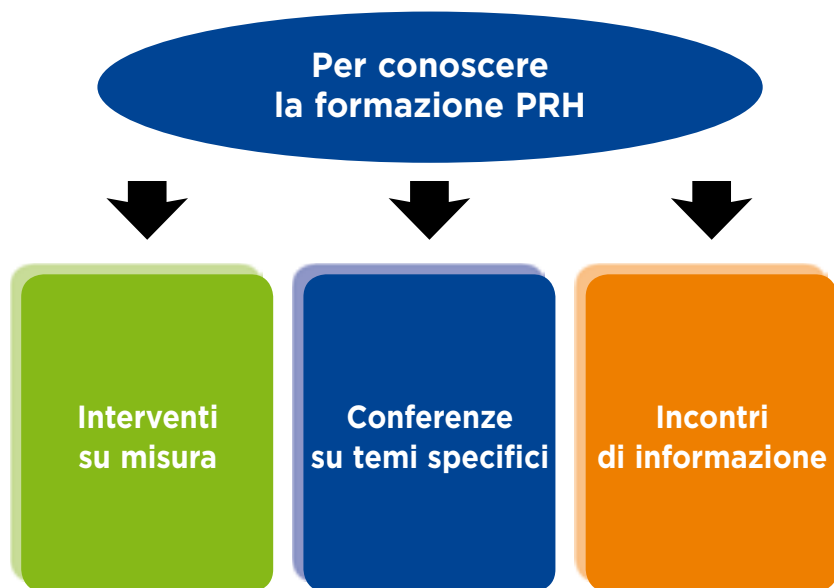 Per conoscere
la formazione PRH
Interventi
su misura
Conferenze
su temi specifici
Incontri
di informazione